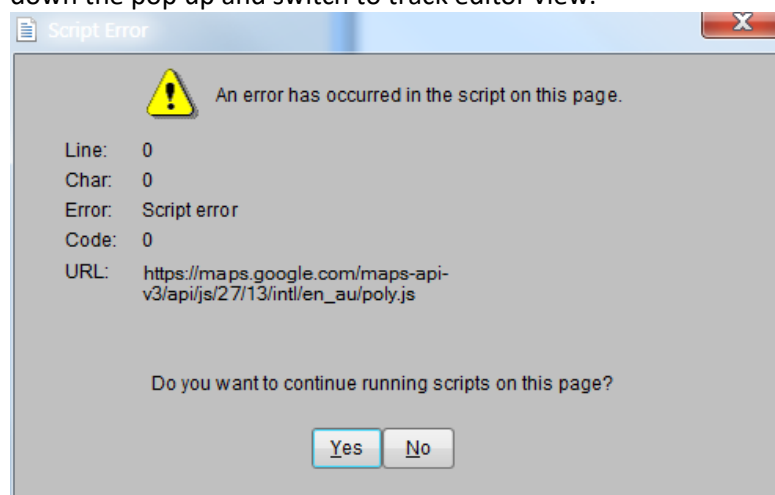 down the pop up and switch to track editor view.
Script Error
An error has occurred in the script on this page.
Line: 0
Char: 0
Error: Script error
Code: 0
URL: https://maps.google.com/maps-api-
v3/api/js/27/13/intl/en_au/poly.js
Do you want to continue running scripts on this page?
Yes No